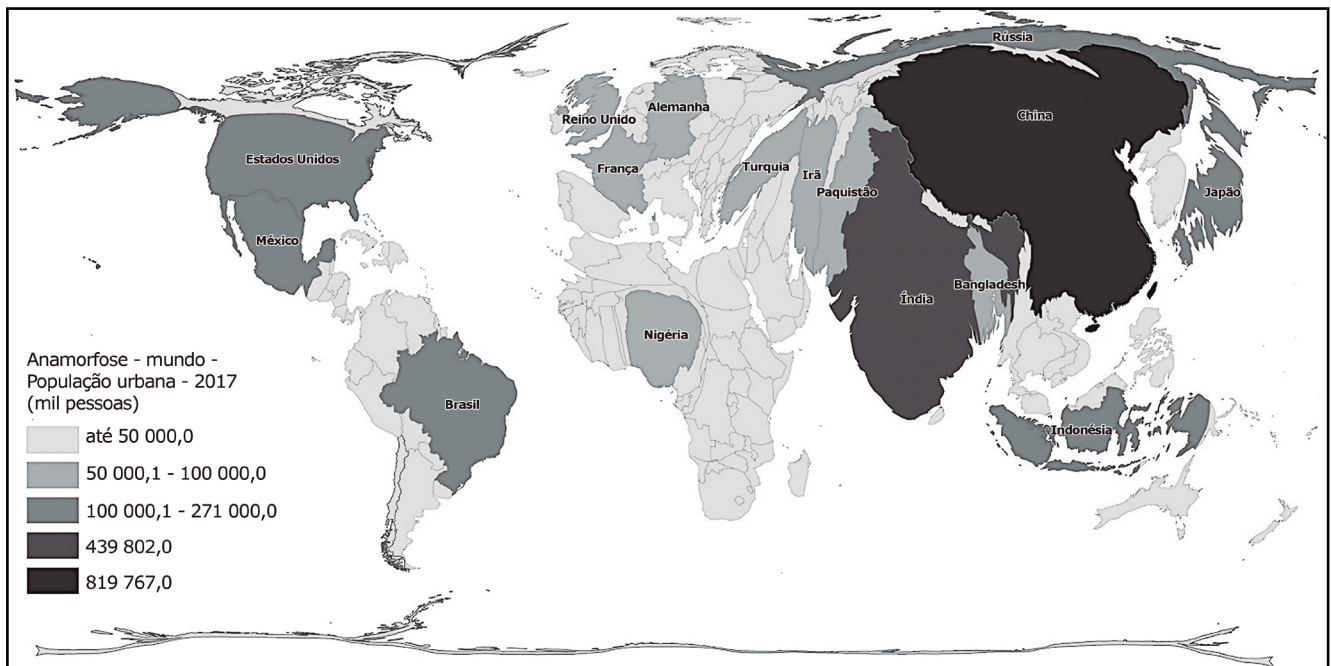 Rússia
Alemanha
Reino Unido
China
Estados Unidos
França
Turquia
Irã
Paquistão
Japão
México
Bangladesh
Índia
Nigéria
Anamorfose - mundo -
População urbana - 2017
(mil pessoas)
Brasil
Indonésia
até 50 000,0
50 000,1 - 100 000,0
100 000,1 - 271 000,0
439 802,0
819 767,0